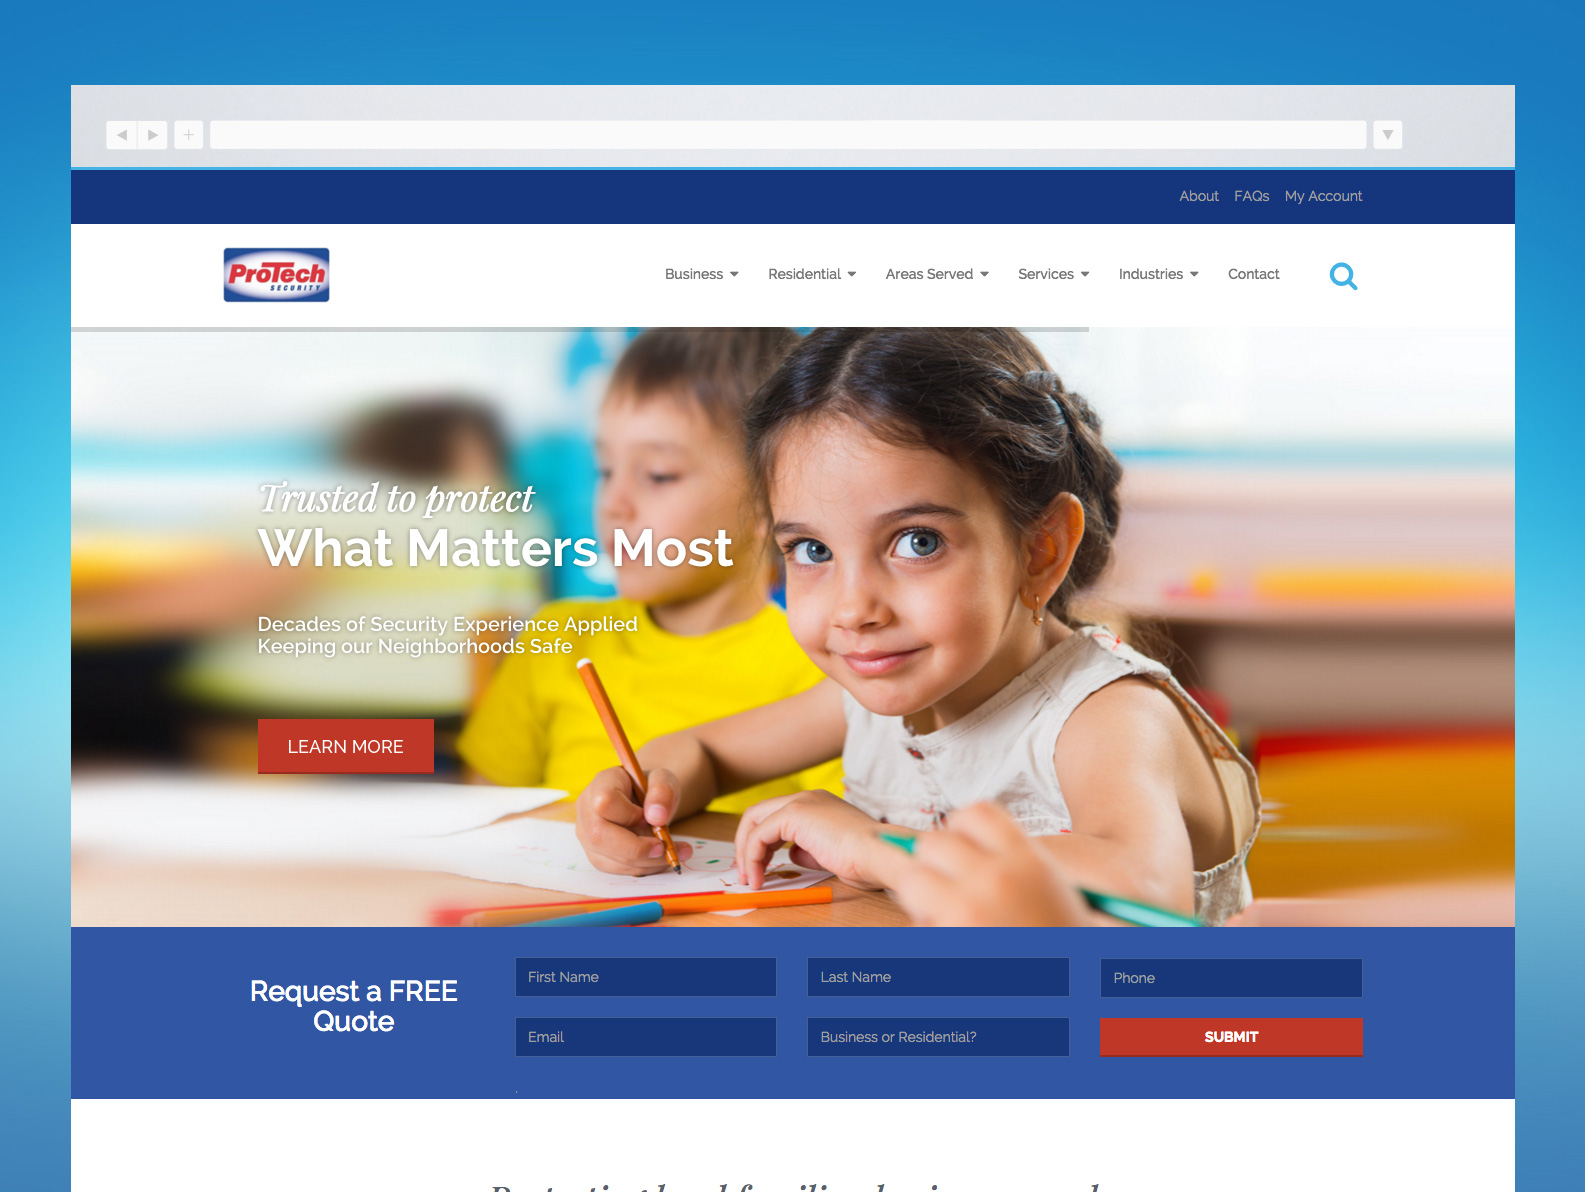 About FAQs My Account
ProTech
SECURITY
Business Residential Areas Served Services Industries Contact
Trusted to protect
What Matters Most
Decades of Security Experience Applied
Keeping our Neighborhoods Safe
LEARN MORE
Request a FREE
Quote
First Name Last Name Phone
Email Business or Residential? SUBMIT